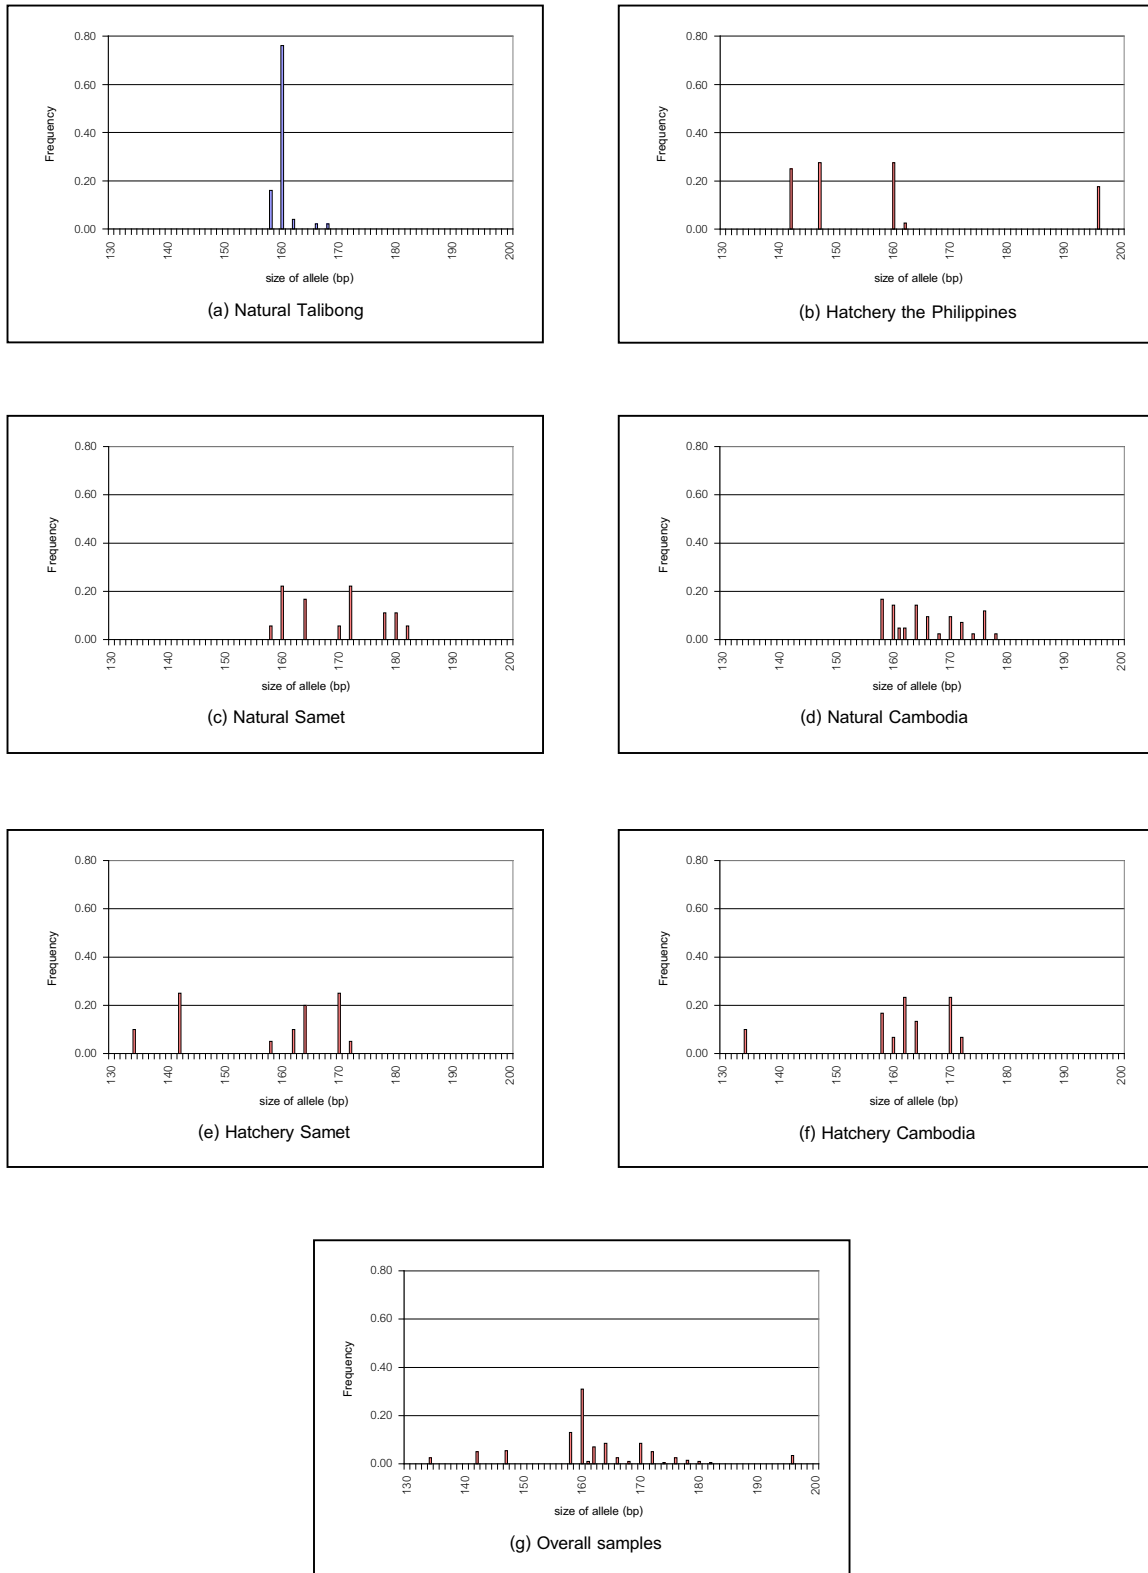 0.80
0.60
0.40
0.20
0.00
Frequency
130 140 150 160 170 180 190 200
size of allele (bp)
(a) Natural Talibong
0.80
0.60
0.40
0.20
0.00
Frequency
130 140 150 160 170 180 190 200
size of allele (bp)
(b) Hatchery the Philippines
0.80
0.60
0.40
0.20
0.00
Frequency
130 140 150 160 170 180 190 200
size of allele (bp)
(c) Natural Samet
0.80
0.60
0.40
0.20
0.00
Frequency
130 140 150 160 170 180 190 200
size of allele (bp)
(d) Natural Cambodia
0.80
0.60
0.40
0.20
0.00
Frequency
130 140 150 160 170 180 190 200
size of allele (bp)
(e) Hatchery Samet
0.80
0.60
0.40
0.20
0.00
Frequency
130 140 150 160 170 180 190 200
size of allele (bp)
(f) Hatchery Cambodia
0.80
0.60
0.40
0.20
0.00
Frequency
130 140 150 160 170 180 190 200
size of allele (bp)
(g) Overall samples